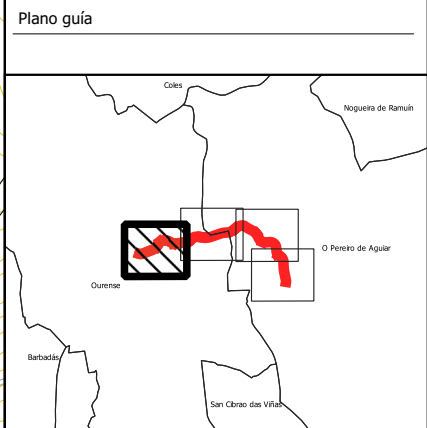 Plano guía
Coles
Nogueira de Ramuín
O Pereiro de Aguiar
Ourense
Barbadás
San Cibrao das Viñas